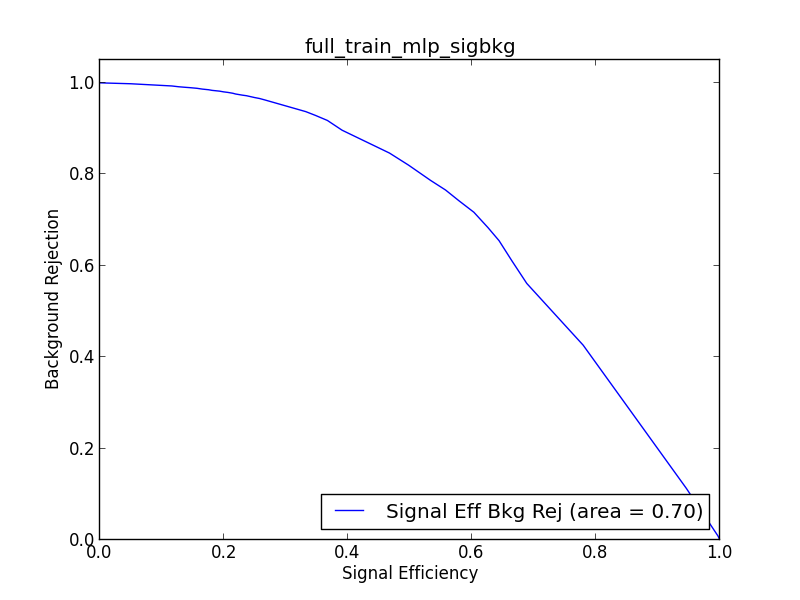 full_train_mlp_sigbkg
1.0
0.8
0.6
0.4
0.2
0.0
Background Rejection
Signal Eff Bkg Rej (area = 0.70)
0.0 0.2 0.4 0.6 0.8 1.0
Signal Efficiency